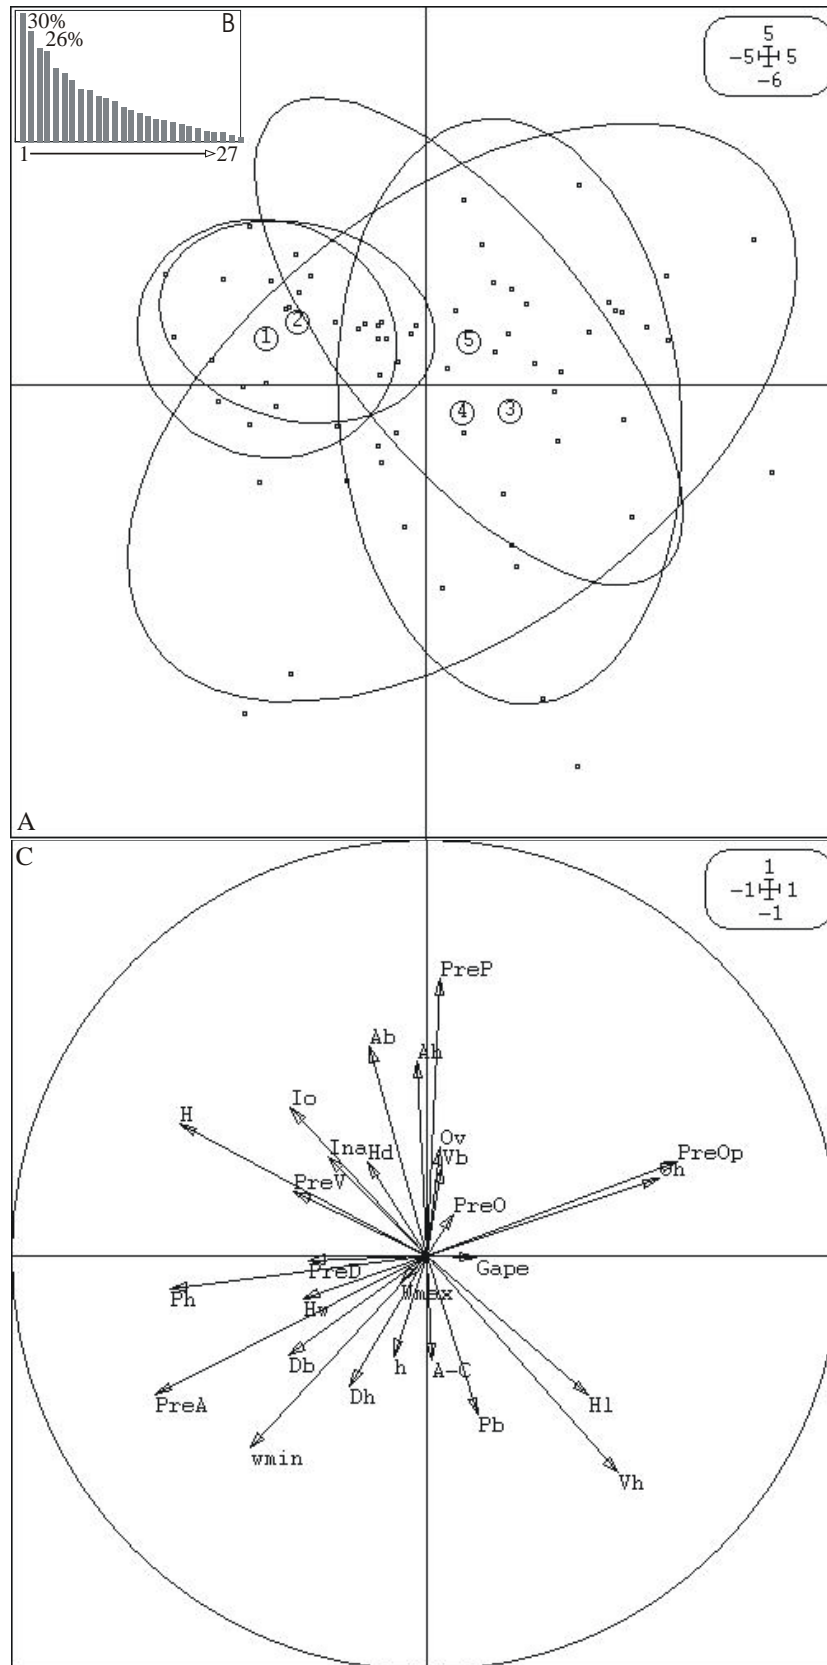 30%
26%
B
1
27
5
-5 5
-6
2
1
5
4
3
A
C
1
-1 1
-1
PreP
Ab
Ah
Io
H
Ov
Ina
Hd
Vb
PreOp
PreV
PreO
Gape
PreD
Wmex
Ph
Hw
Db
h
A-C
Dh
PreA
Hl
Pb
wmin
Vh